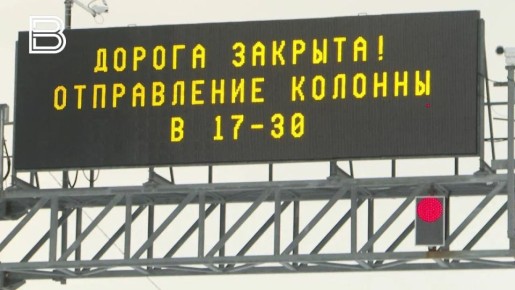 В
ДОРОГА ЗАКРЫТА!
ОТПРАВЛЕНИЕ КОЛОННЫ
В 17-30